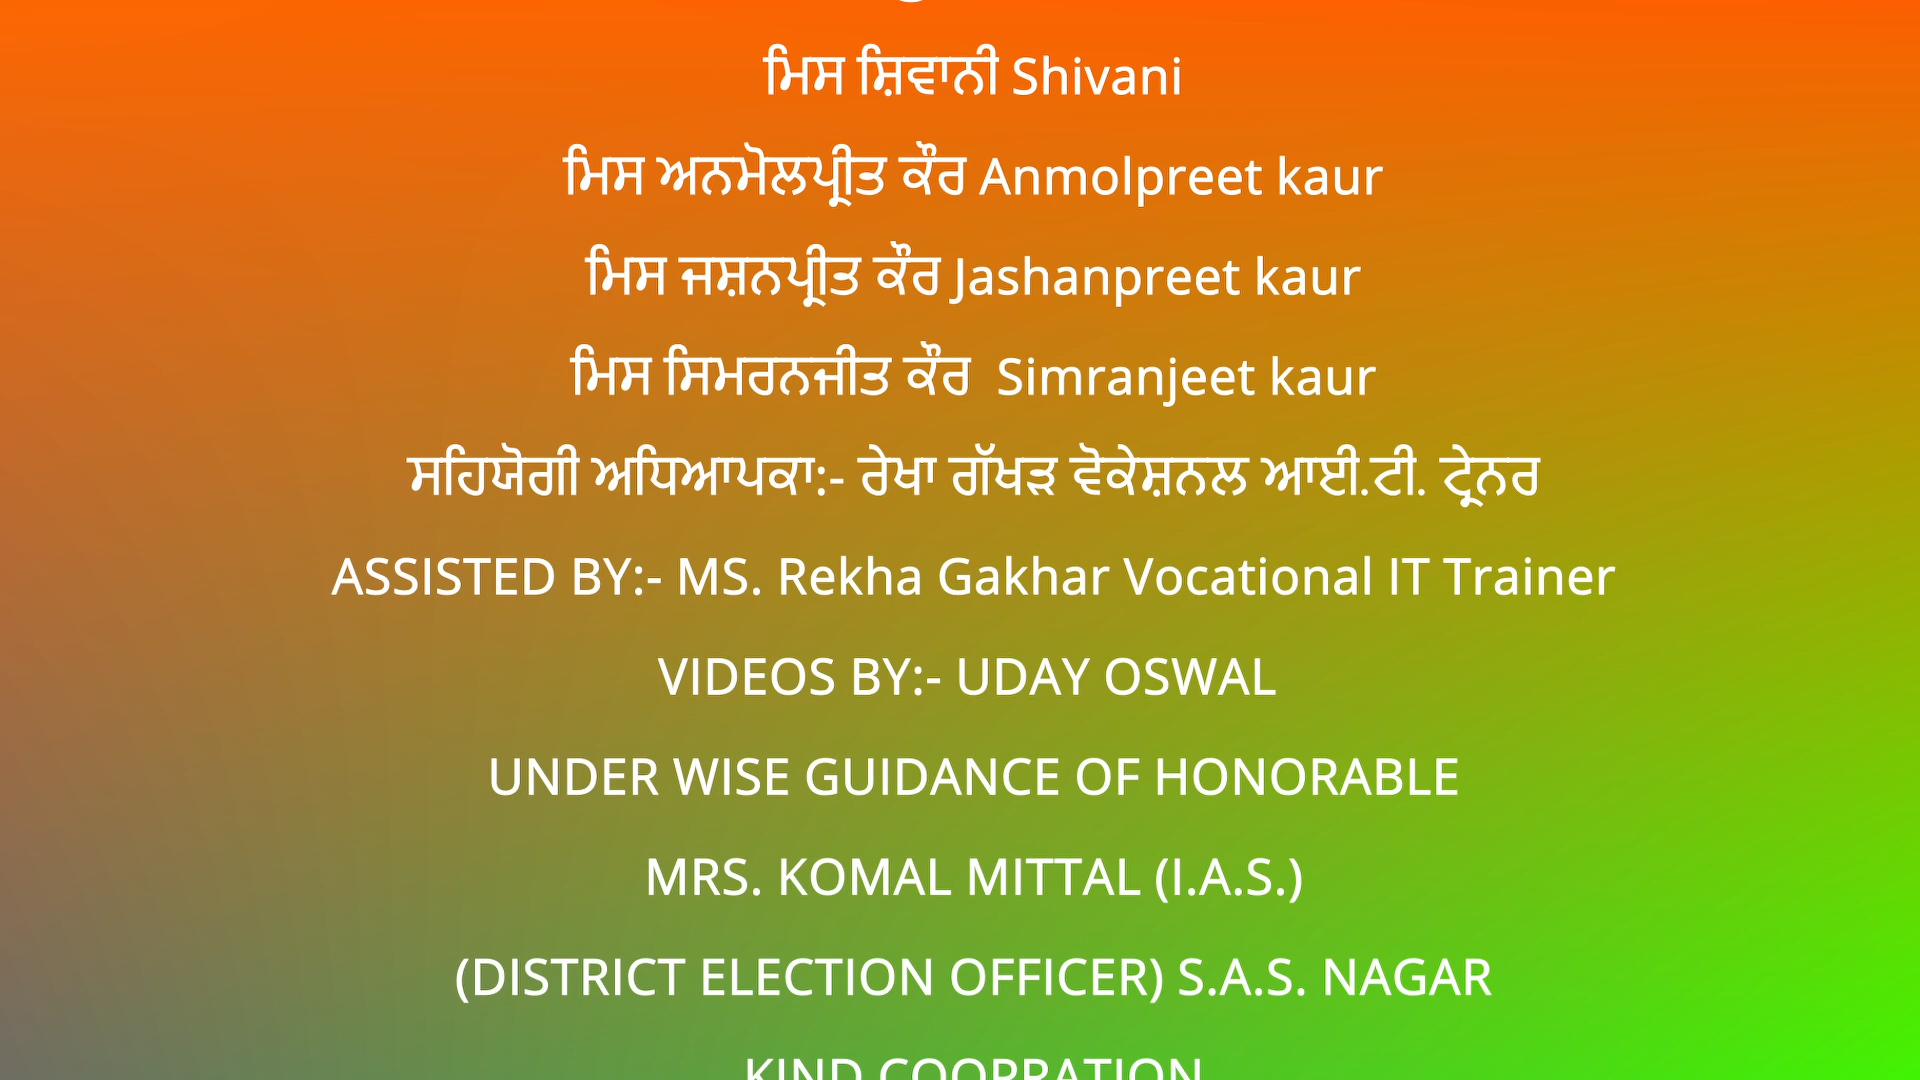 ਮਿਸ ਸ਼ਿਵਾਨੀ Shivani
ਮਿਸ ਅਨਮੋਲਪ੍ਰੀਤ ਕੌਰ Anmolpreet kaur
ਮਿਸ ਜਸ਼ਨਪ੍ਰੀਤ ਕੌਰ Jashanpreet kaur
ਮਿਸ ਸਿਮਰਨਜੀਤ ਕੌਰ  Simranjeet kaur
ਸਹਿਯੋਗੀ ਅਧਿਆਪਕਾ:- ਰੇਖਾ ਗੱਖੜ ਵੋਕੇਸ਼ਨਲ ਆਈ.ਟੀ. ਟ੍ਰੇਨਰ
ASSISTED BY:- MS. Rekha Gakhar Vocational IT Trainer
VIDEOS BY:- UDAY OSWAL
UNDER WISE GUIDANCE OF HONORABLE
MRS. KOMAL MITTAL (I.A.S.)
(DISTRICT ELECTION OFFICER) S.A.S. NAGAR
KIND COOPRATION